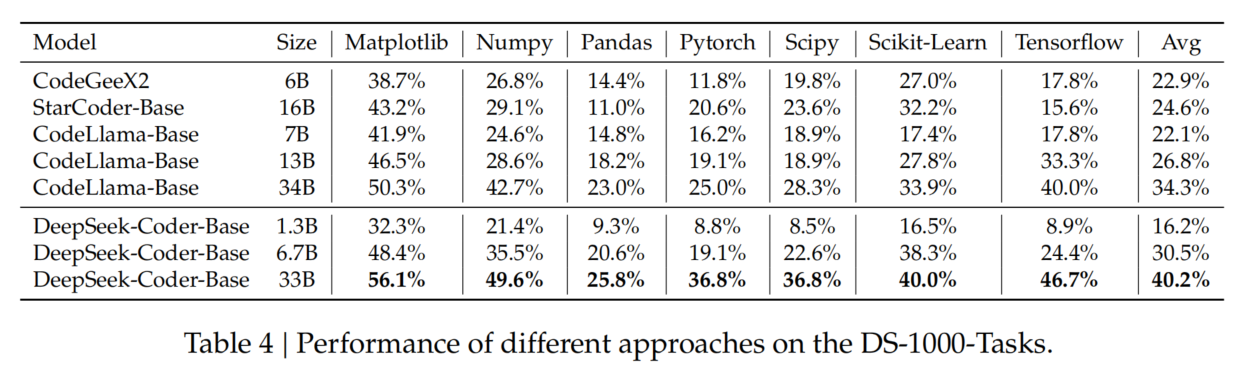 Model Size Matplotlib Numpy Pandas Pytorch Scipy Scikit-Learn Tensorflow Avg
CodeGeeX2 6B 38.7% 26.8% 14.4% 11.8% 19.8% 27.0% 17.8% 22.9%
StarCoder-Base 16B 43.2% 29.1% 11.0% 20.6% 23.6% 32.2% 15.6% 24.6%
CodeLlama-Base 7B 41.9% 24.6% 14.8% 16.2% 18.9% 17.4% 17.8% 22.1%
CodeLlama-Base 13B 46.5% 28.6% 18.2% 19.1% 18.9% 27.8% 33.3% 26.8%
CodeLlama-Base 34B 50.3% 42.7% 23.0% 25.0% 28.3% 33.9% 40.0% 34.3%
DeepSeek-Coder-Base 1.3B 32.3% 21.4% 9.3% 8.8% 8.5% 16.5% 8.9% 16.2%
DeepSeek-Coder-Base 6.7B 48.4% 35.5% 20.6% 19.1% 22.6% 38.3% 24.4% 30.5%
DeepSeek-Coder-Base 33B 56.1% 49.6% 25.8% 36.8% 36.8% 40.0% 46.7% 40.2%
Table 4 | Performance of different approaches on the DS-1000-Tasks.